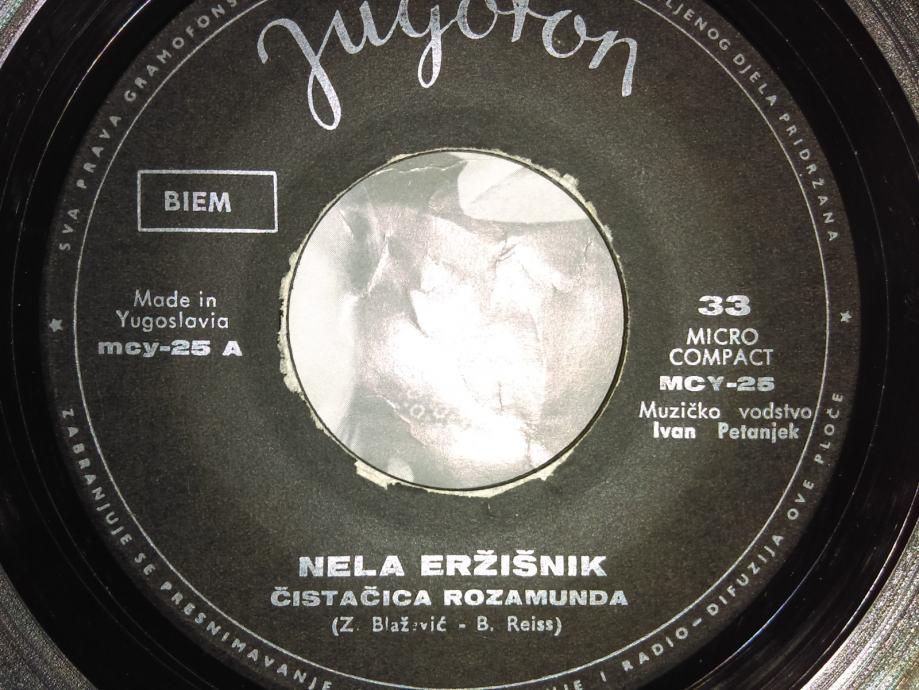 Jugoton
SVA PRAVA GRAMOFONS
LJENOG DJELA PRIDRŽANA
BIEM
Made in
Yugoslavia
mcy-25 A
33
MICRO
COMPACT
MCY-25
Muzičko vodstvo
Ivan Petanjek
NELA ERŽIŠNIK
ČISTAČICA ROZAMUNDA
(Z. Blažević - B. Reiss)
ZABRANJUJE SE PRESNIMAVANJE
NJE I RADIO-DIFUZIJA OVE PLOČE